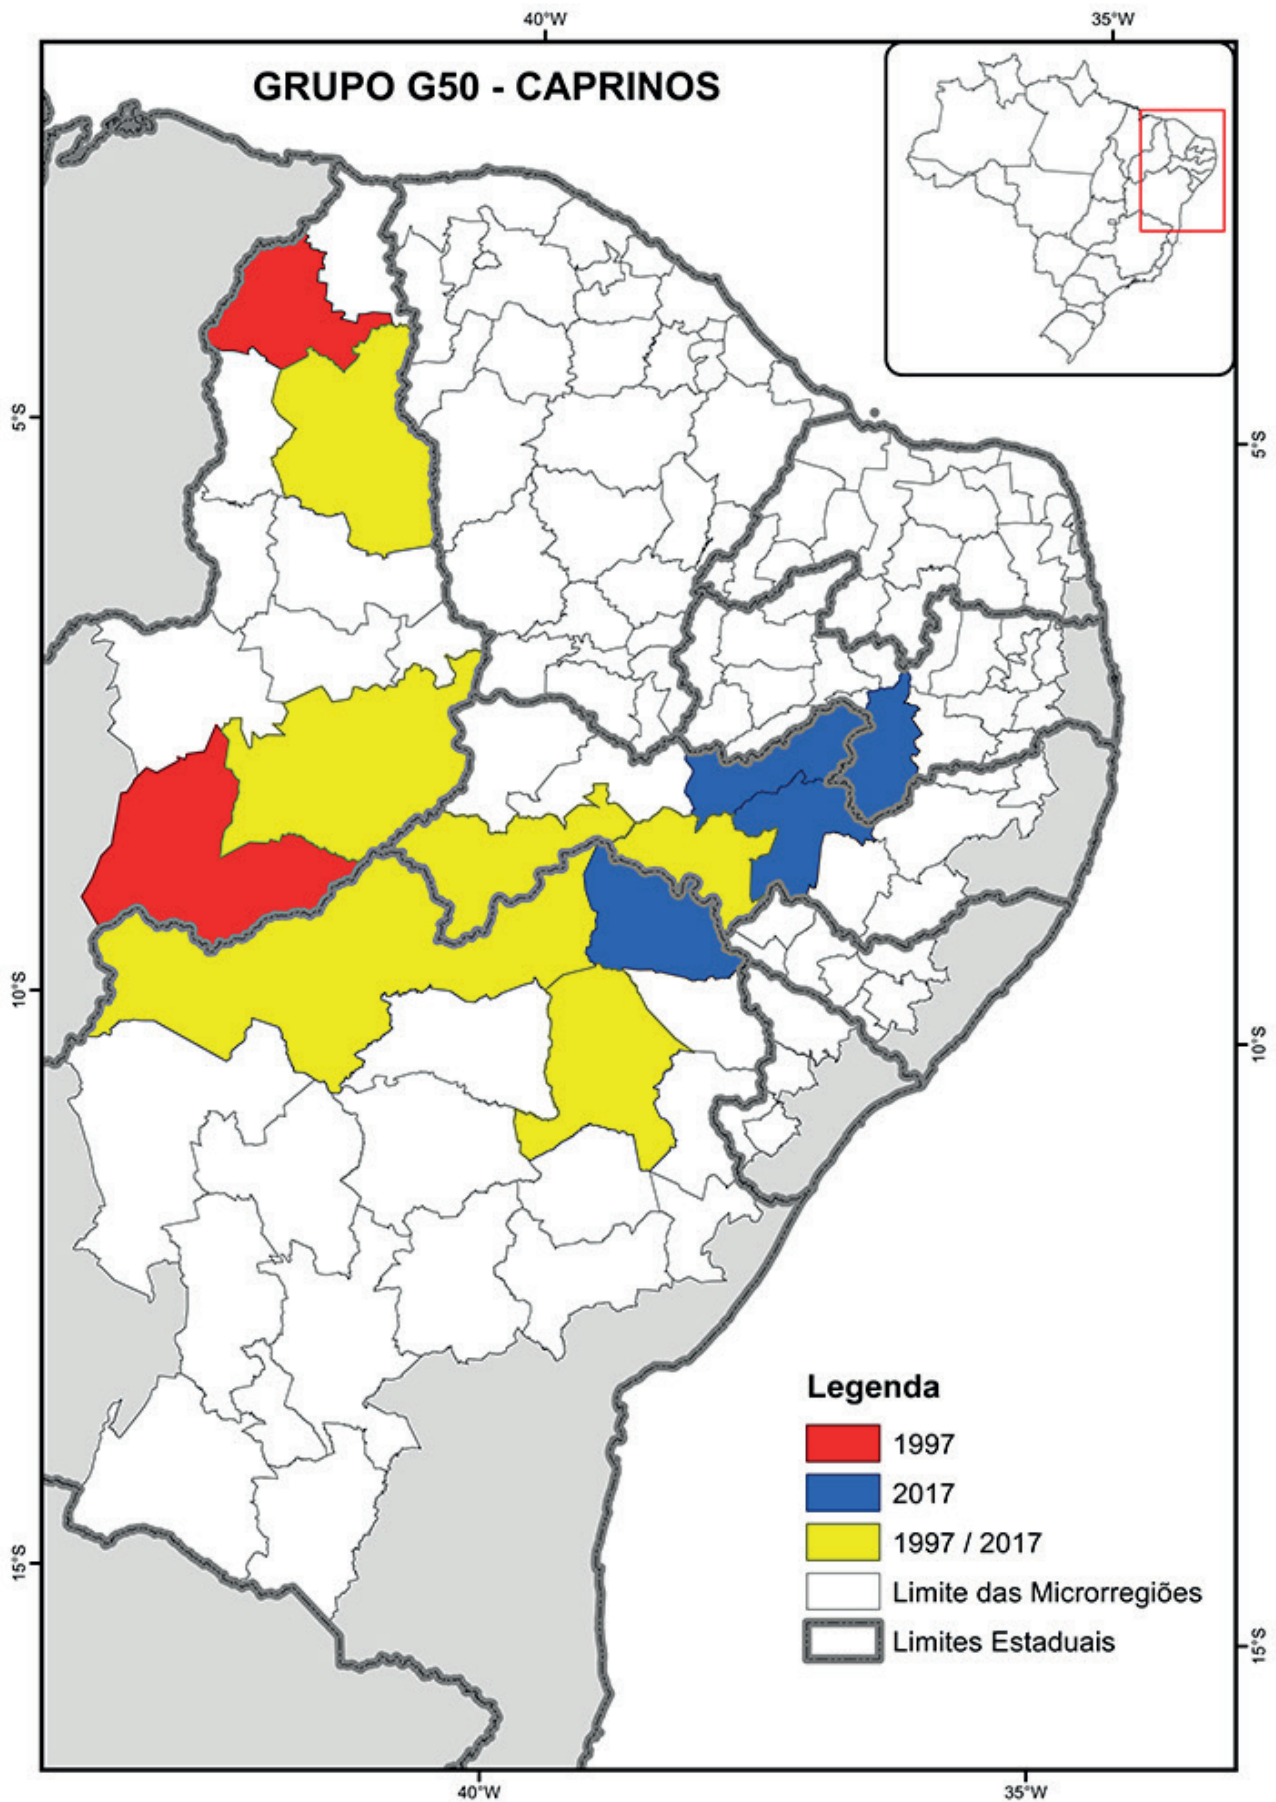 40°W
35°W
GRUPO G50 - CAPRINOS
5°S
5°S
10°S
10°S
Legenda
1997
2017
1997 / 2017
Limite das Microrregiões
Limites Estaduais
15°S
15°S
40°W
35°W